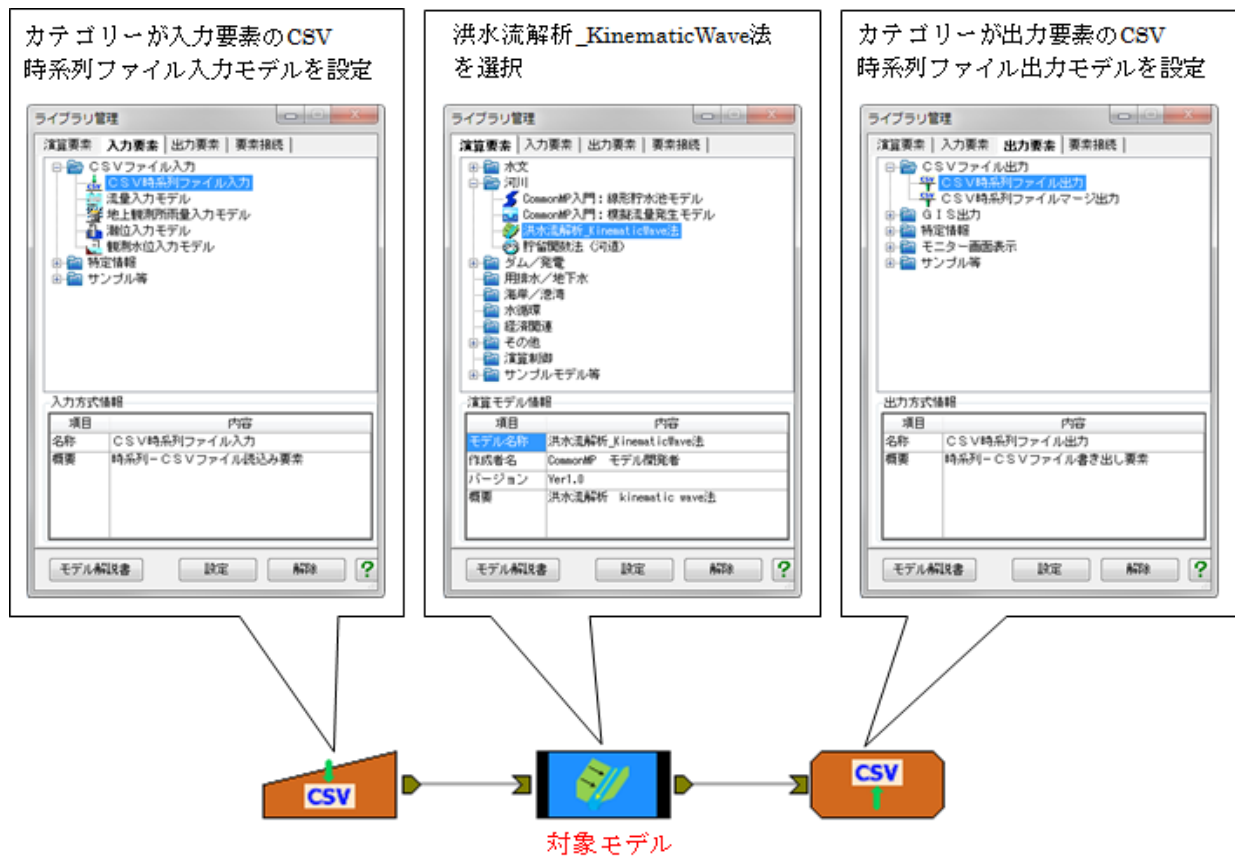 カテゴリーが入力要素のCSV
時系列ファイル入力モデルを設定
ライブラリ管理
演算要素 入力要素 出力要素 要素接続
CSVファイル入力
CSV時系列ファイル入力
流量入力モデル
地上観測所雨量入力モデル
潮位入力モデル
観測水位入力モデル
特定情報
サンプル等
入力方式情報
項目 内容
名称 CSV時系列ファイル入力
概要 時系列-CSVファイル読込み要素
モデル解説書 設定 解除 ?
洪水流解析_KinematicWave法
を選択
ライブラリ管理
演算要素 入力要素 出力要素 要素接続
水文
河川
CommonMP入門:線形貯水池モデル
CommonMP入門:模擬流量発生モデル
洪水流解析_KinematicWave法
貯留関数法(河道)
ダム/発電
用排水/地下水
海岸/港湾
水循環
経済関連
その他
演算制御
サンプルモデル等
演算モデル情報
項目 内容
モデル名称 洪水流解析_KinematicWave法
作成者名 CommonMP モデル開発者
バージョン Ver1.0
概要 洪水流解析 kinematic wave法
モデル解説書 設定 解除 ?
カテゴリーが出力要素のCSV
時系列ファイル出力モデルを設定
ライブラリ管理
演算要素 入力要素 出力要素 要素接続
CSVファイル出力
CSV時系列ファイル出力
CSV時系列ファイルマージ出力
GIS出力
特定情報
モニター画面表示
サンプル等
出力方式情報
項目 内容
名称 CSV時系列ファイル出力
概要 時系列-CSVファイル書き出し要素
モデル解説書 設定 解除 ?
CSV
CSV
対象モデル